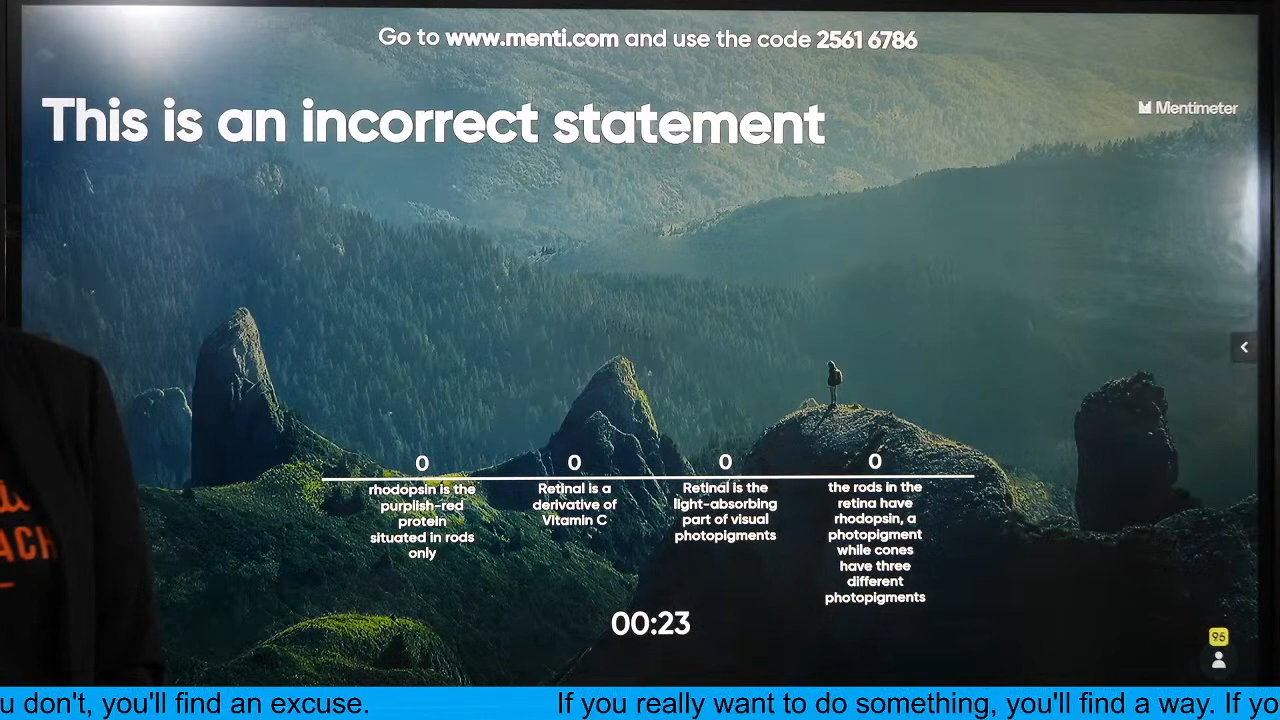 Go to www.menti.com and use the code 2561 6786
This is an incorrect statement
Mentimeter
0
rhodopsin is the
purplish-red
protein
situated in rods
only
0
Retinal is a
derivative of
Vitamin C
0
Retinal is the
light-absorbing
part of visual
photopigments
0
the rods in the
retina have
rhodopsin, a
photopigment
while cones
have three
different
photopigments
00:23
95
u don't, you'll find an excuse. If you really want to do something, you'll find a way. If yo